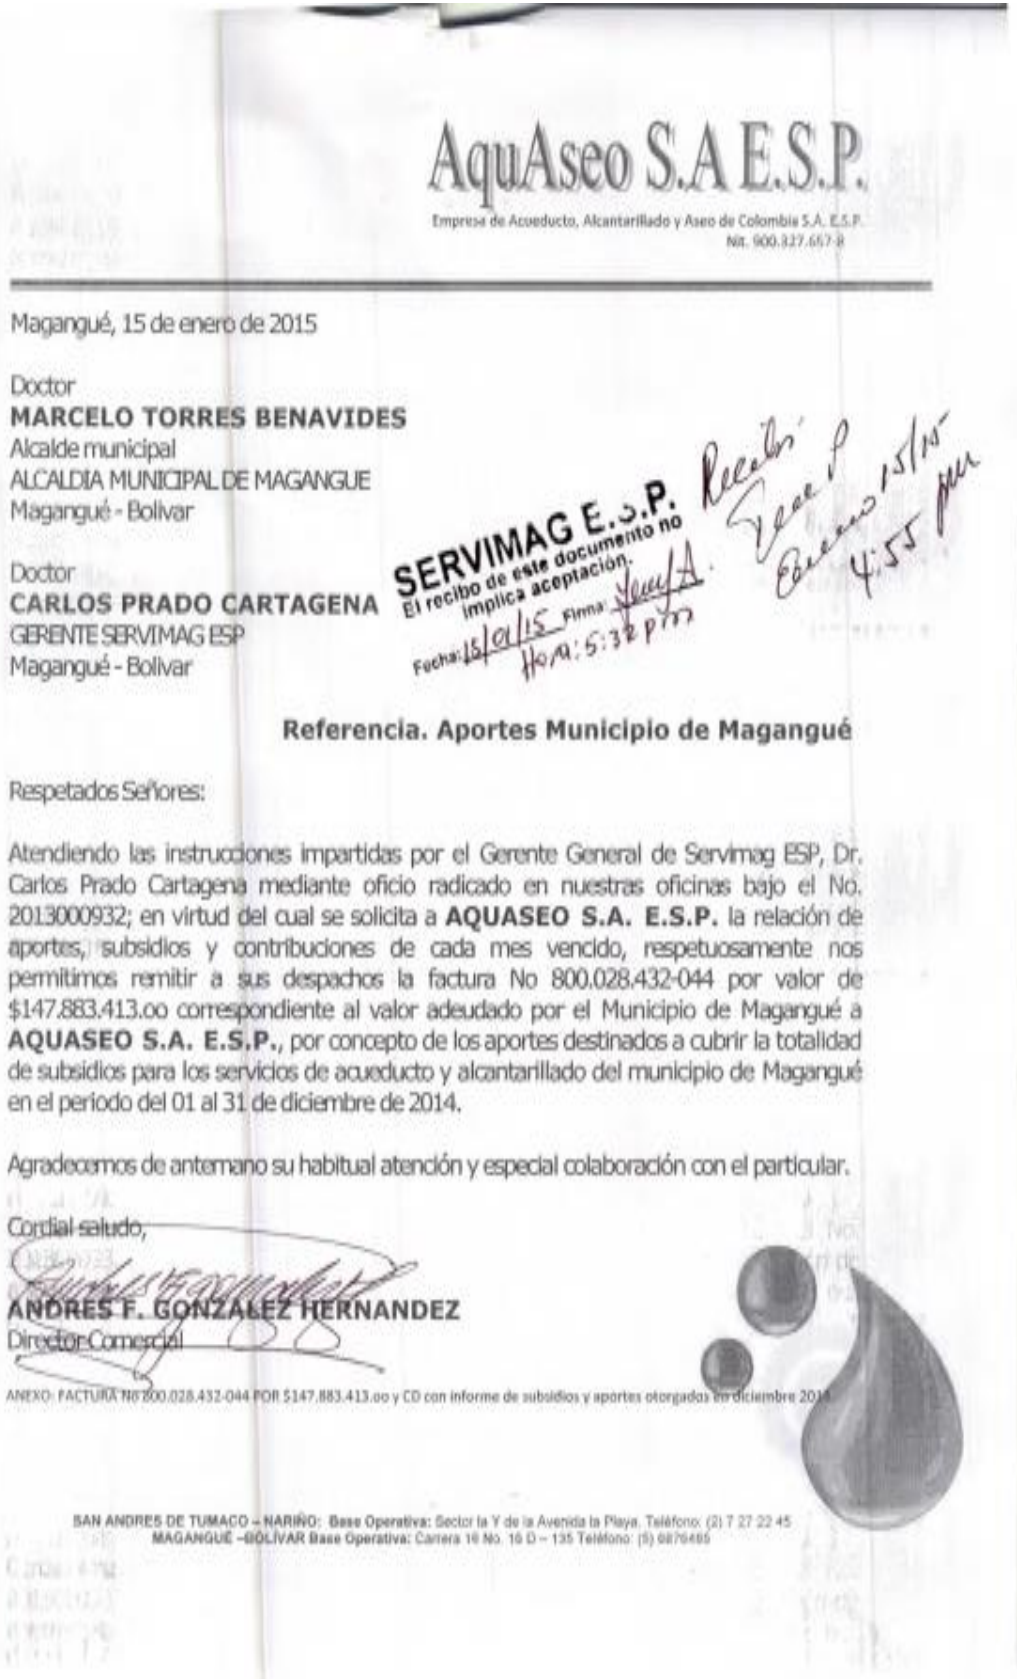 AquAseo S.A E.S.P.
Empresa de Acueducto, Alcantarillado y Aseo de Colombia S.A. E.S.P.
Nit. 900.327.657-8
Magangué, 15 de enero de 2015
Doctor
MARCELO TORRES BENAVIDES
Alcalde municipal
ALCALDIA MUNICIPAL DE MAGANGUE
Magangué - Bolivar
Recibí
Enero 15/15
4:55 pm
SERVIMAG E.S.P.
El recibo de este documento no
implica aceptación.
Fecha: 15/01/15 Firma:
Hora: 5:32 pm
Doctor
CARLOS PRADO CARTAGENA
GERENTE SERVIMAG ESP
Magangué - Bolivar
Referencia. Aportes Municipio de Magangué
Respetados Señores:
Atendiendo las instrucciones impartidas por el Gerente General de Servimag ESP, Dr.
Carlos Prado Cartagena mediante oficio radicado en nuestras oficinas bajo el No.
2013000932; en virtud del cual se solicita a AQUASEO S.A. E.S.P. la relación de
aportes, subsidios y contribuciones de cada mes vencido, respetuosamente nos
permitimos remitir a sus despachos la factura No 800.028.432-044 por valor de
$147.883.413.oo correspondiente al valor adeudado por el Municipio de Magangué a
AQUASEO S.A. E.S.P., por concepto de los aportes destinados a cubrir la totalidad
de subsidios para los servicios de acueducto y alcantarillado del municipio de Magangué
en el periodo del 01 al 31 de diciembre de 2014.
Agradecemos de antemano su habitual atención y especial colaboración con el particular.
Cordial saludo,
ANDRES F. GONZALEZ HERNANDEZ
Director Comercial
ANEXO: FACTURA No 800.028.432-044 POR $147.883.413.oo y CD con informe de subsidios y aportes otorgados en diciembre 2014.
SAN ANDRES DE TUMACO – NARIÑO: Base Operativa: Sector la Y de la Avenida la Playa. Teléfono: (2) 7 27 22 45
MAGANGUÉ –BOLÍVAR Base Operativa: Carrera 16 No. 16 D – 135 Teléfono: (5) 6876485